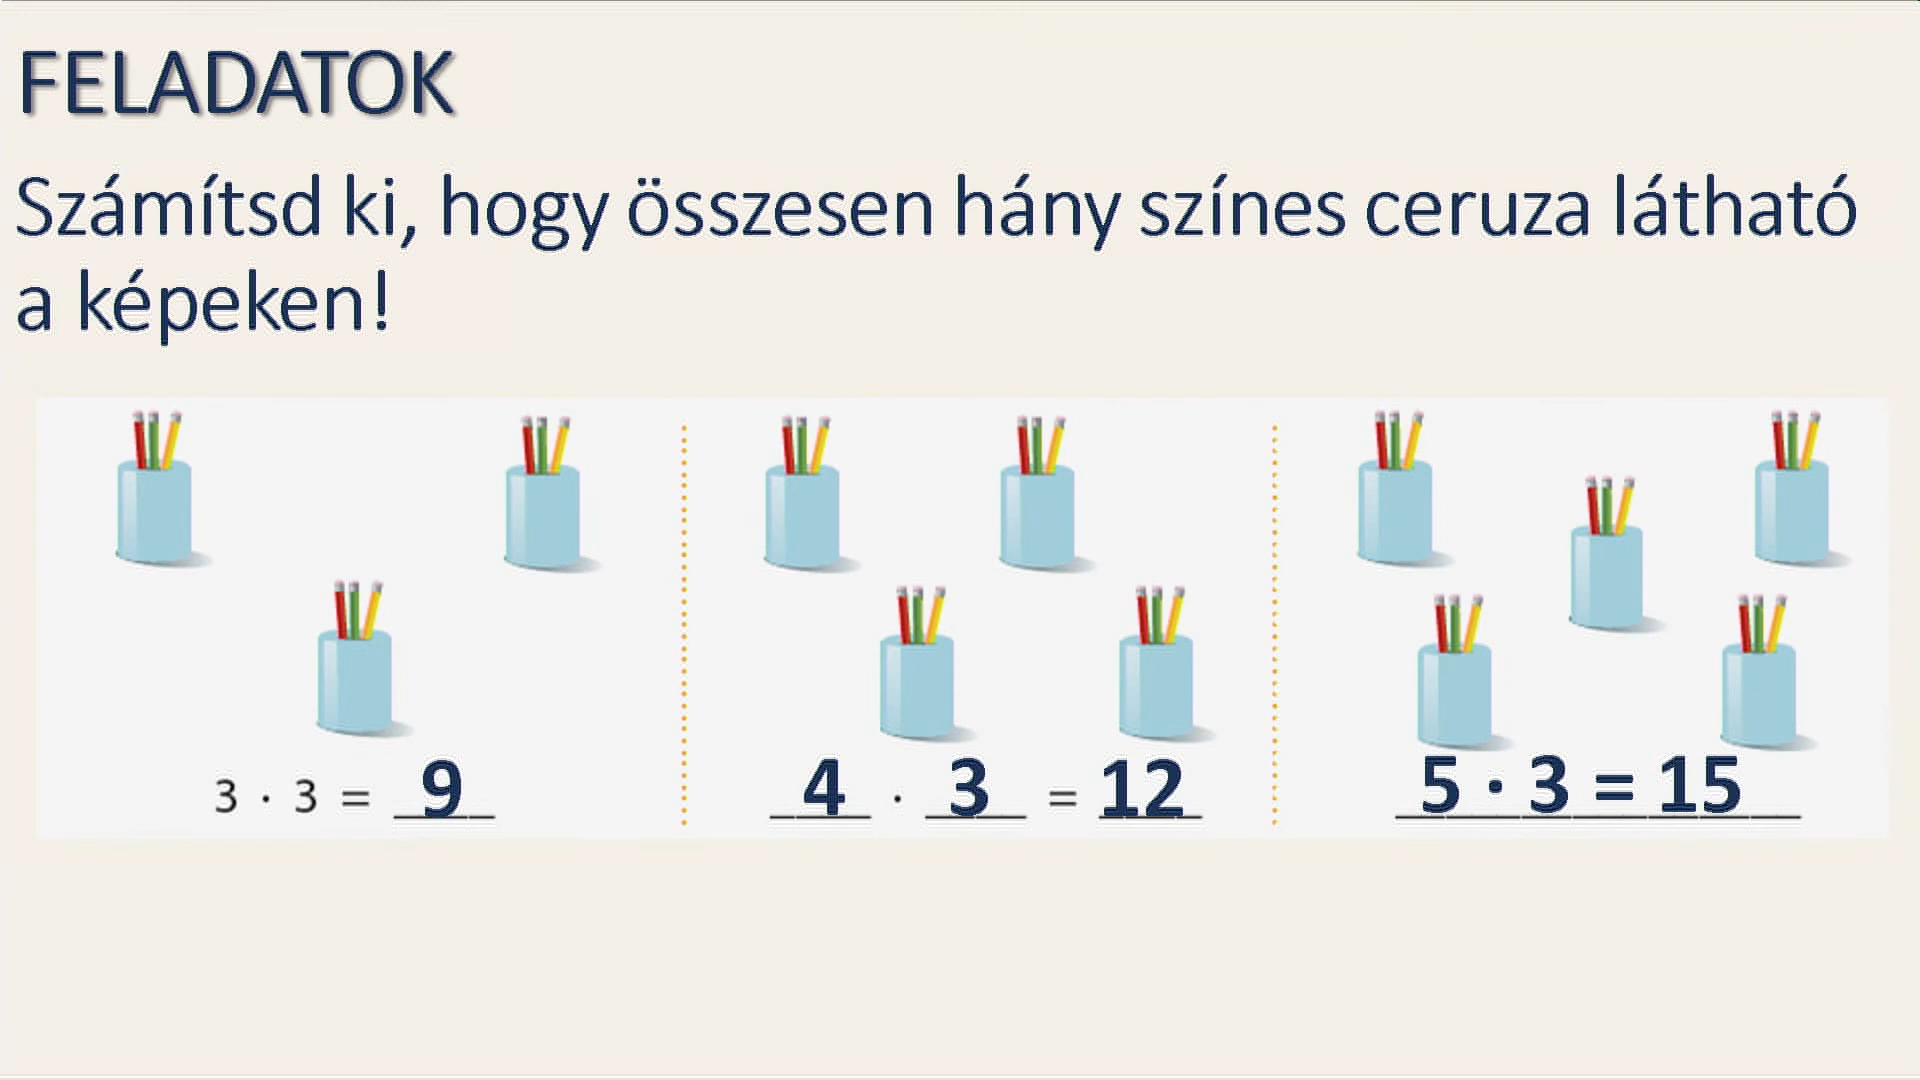 FELADATOK
Számítsd ki, hogy összesen hány színes ceruza látható
a képeken!
3 · 3 = 9
4 · 3 = 12
5 · 3 = 15